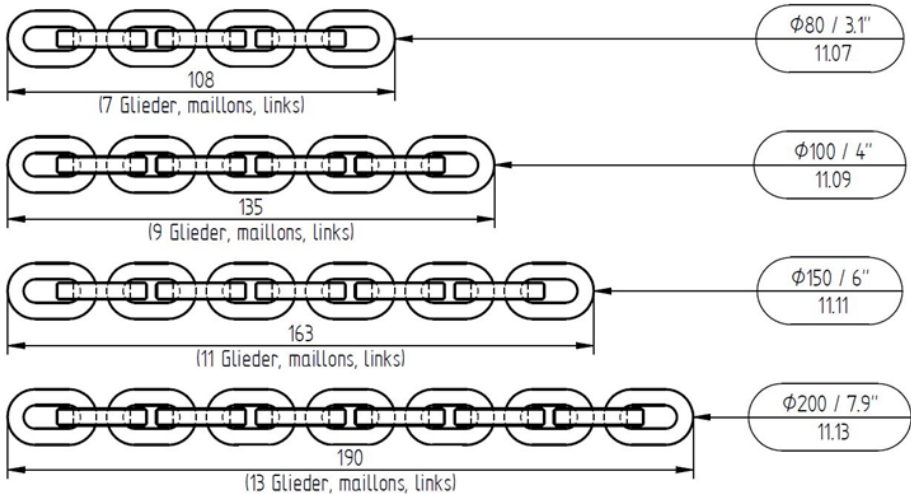 Φ80 / 3.1"
11.07
108
(7 Glieder, maillons, links)
Φ100 / 4"
11.09
135
(9 Glieder, maillons, links)
Φ150 / 6"
11.11
163
(11 Glieder, maillons, links)
Φ200 / 7.9"
11.13
190
(13 Glieder, maillons, links)